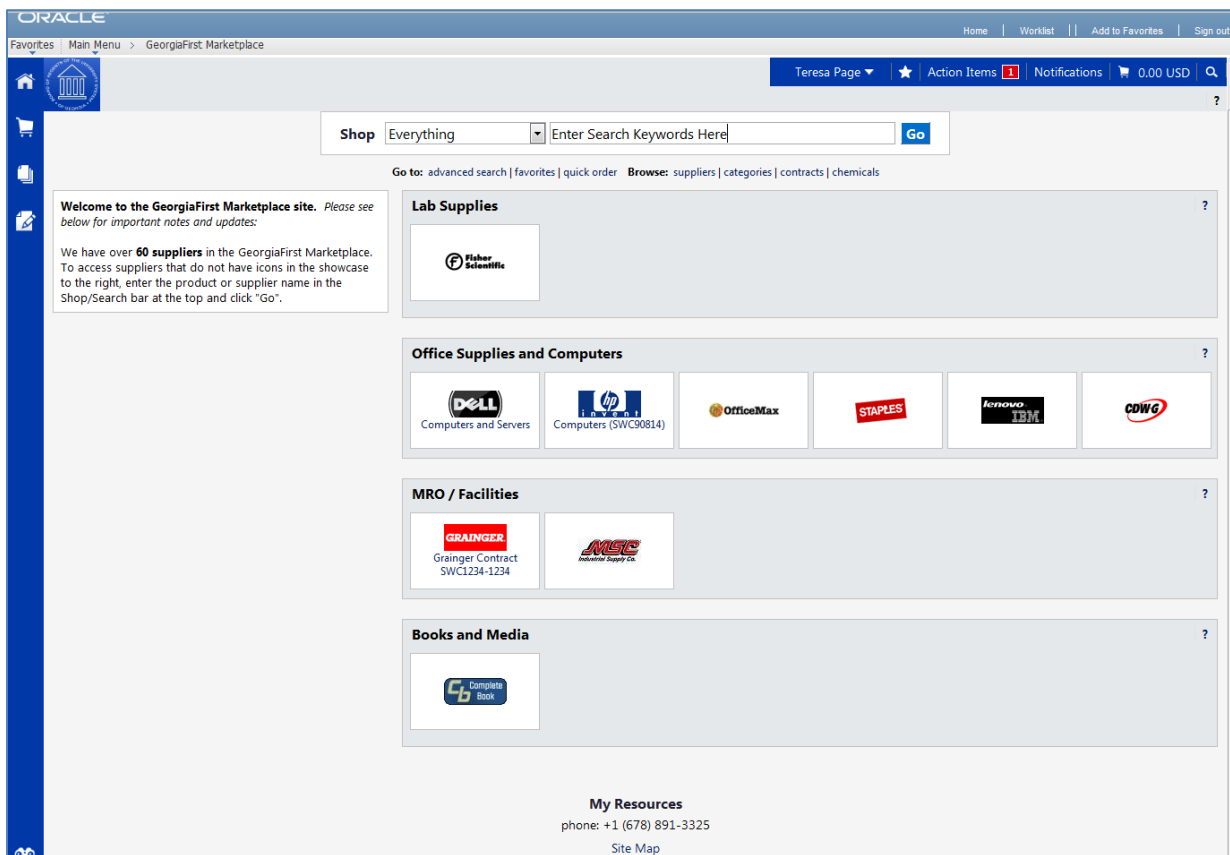 ORACLE
Home | Worklist | | Add to Favorites | Sign out
Favorites Main Menu > GeorgiaFirst Marketplace
Teresa Page Action Items 1 Notifications 0.00 USD
?
Shop Everything Enter Search Keywords Here Go
Go to: advanced search | favorites | quick order Browse: suppliers | categories | contracts | chemicals
Welcome to the GeorgiaFirst Marketplace site. Please see
below for important notes and updates:
We have over 60 suppliers in the GeorgiaFirst Marketplace.
To access suppliers that do not have icons in the showcase
to the right, enter the product or supplier name in the
Shop/Search bar at the top and click "Go".
Lab Supplies ?
Fisher
Scientific
Office Supplies and Computers ?
DELL
Computers and Servers
hp
invent
Computers (SWC90814)
OfficeMax
STAPLES
lenovo
IBM
CDWG
MRO / Facilities ?
GRAINGER
Grainger Contract
SWC1234-1234
MSC
Industrial Supply Co.
Books and Media ?
Cb Complete
Book
My Resources
phone: +1 (678) 891-3325
Site Map